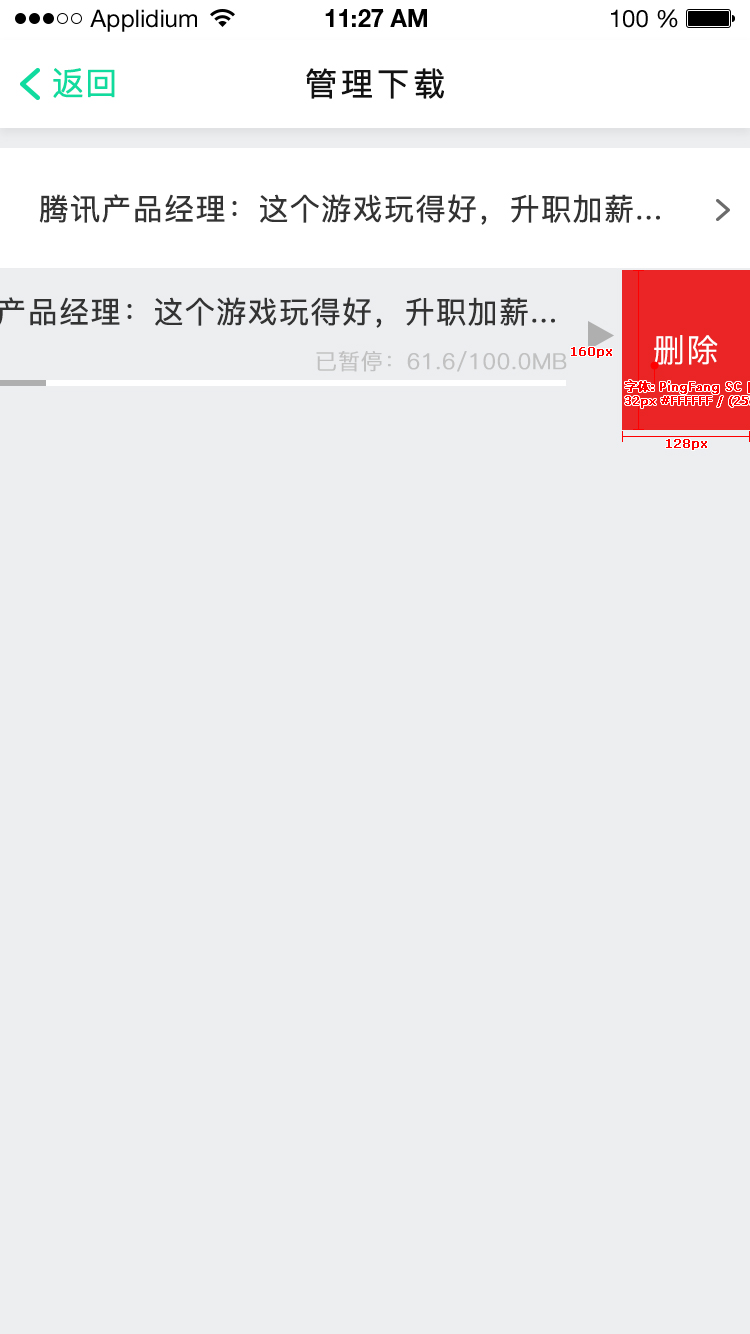 Applidium 11:27 AM 100 %
返回 管理下载
腾讯产品经理：这个游戏玩得好，升职加薪...
产品经理：这个游戏玩得好，升职加薪...
160px
删除
已暂停：61.6/100.0MB
字体: PingFang SC
32px #FFFFFF / (25
128px